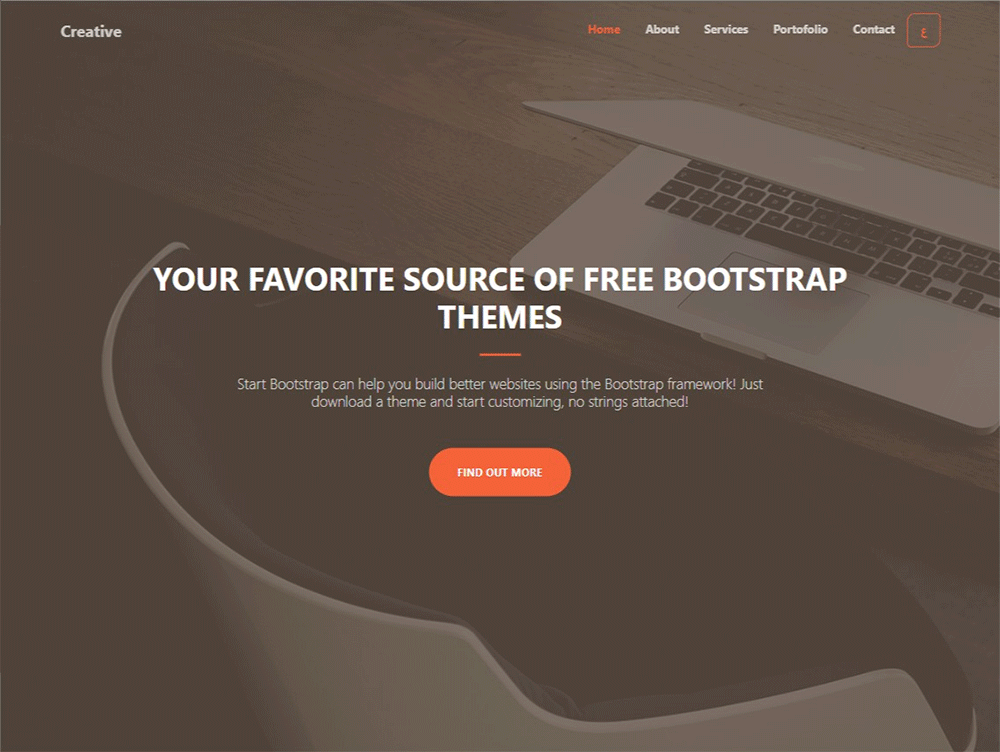 Creative
Home About Services Portofolio Contact ع
YOUR FAVORITE SOURCE OF FREE BOOTSTRAP
THEMES
Start Bootstrap can help you build better websites using the Bootstrap framework! Just
download a theme and start customizing, no strings attached!
FIND OUT MORE